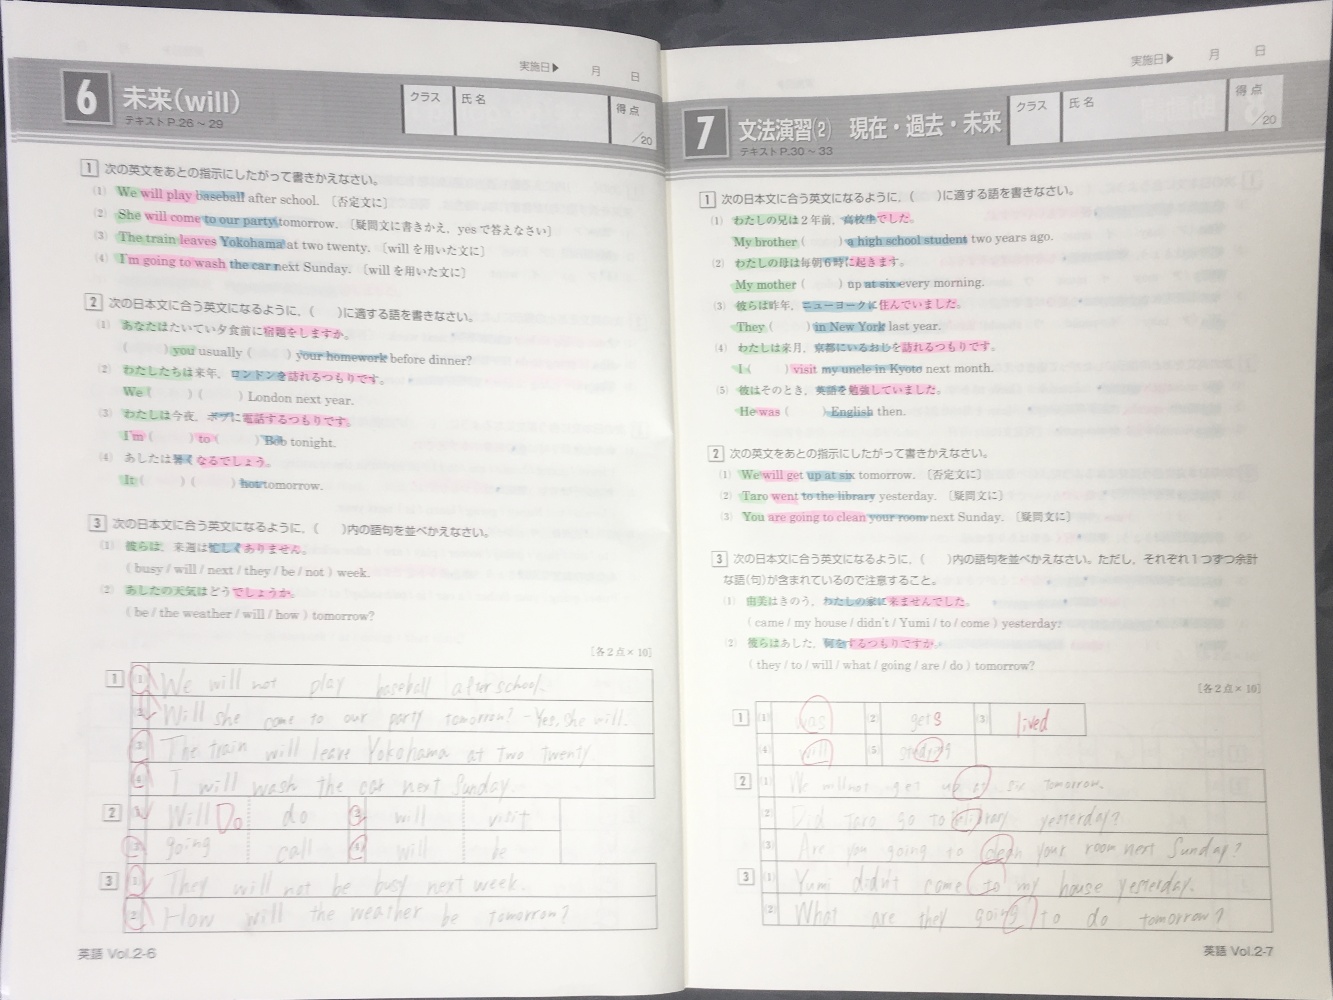 実施日▶ 月 日
6 未来(will)
テキストP.26～29
クラス 氏名 得点 /20
1 次の英文をあとの指示にしたがって書きかえなさい。
(1) We will play baseball after school. 〔否定文に〕
(2) She will come to our party tomorrow. 〔疑問文に書きかえ，yesで答えなさい〕
(3) The train leaves Yokohama at two twenty. 〔willを用いた文に〕
(4) I'm going to wash the car next Sunday. 〔willを用いた文に〕
2 次の日本文に合う英文になるように，( )に適する語を書きなさい。
(1) あなたはたいてい夕食前に宿題をしますか。
( ) you usually ( ) your homework before dinner?
(2) わたしたちは来年，ロンドンを訪れるつもりです。
We ( ) ( ) London next year.
(3) わたしは今夜，ボブに電話するつもりです。
I'm ( ) to ( ) Bob tonight.
(4) あしたは暑くなるでしょう。
It ( ) ( ) hot tomorrow.
3 次の日本文に合う英文になるように，( )内の語句を並べかえなさい。
(1) 彼らは，来週は忙しくありません。
( busy / will / next / they / be / not ) week.
(2) あしたの天気はどうでしょうか。
( be / the weather / will / how ) tomorrow?
〔各2点×10〕
1 (1) We will not play baseball after school.
(2) Will she come to our party tomorrow? - Yes, she will.
(3) The train will leave Yokohama at two twenty.
(4) I will wash the car next Sunday.
2 (1) Will Do do (2) will visit
(3) going call (4) will be
3 (1) They will not be busy next week.
(2) How will the weather be tomorrow?
英語 Vol.2-6
実施日▶ 月 日
7 文法演習(2) 現在・過去・未来
テキストP.30～33
クラス 氏名 得点 /20
1 次の日本文に合う英文になるように，( )に適する語を書きなさい。
(1) わたしの兄は2年前，高校生でした。
My brother ( ) a high school student two years ago.
(2) わたしの母は毎朝6時に起きます。
My mother ( ) up at six every morning.
(3) 彼らは昨年，ニューヨークに住んでいました。
They ( ) in New York last year.
(4) わたしは来月，京都にいるおじを訪れるつもりです。
I ( ) visit my uncle in Kyoto next month.
(5) 彼はそのとき，英語を勉強していました。
He was ( ) English then.
2 次の英文をあとの指示にしたがって書きかえなさい。
(1) We will get up at six tomorrow. 〔否定文に〕
(2) Taro went to the library yesterday. 〔疑問文に〕
(3) You are going to clean your room next Sunday. 〔疑問文に〕
3 次の日本文に合う英文になるように，( )内の語句を並べかえなさい。ただし，それぞれ1つずつ余計
な語(句)が含まれているので注意すること。
(1) 由美はきのう，わたしの家に来ませんでした。
( came / my house / didn't / Yumi / to / come ) yesterday.
(2) 彼らはあした，何をするつもりですか。
( they / to / will / what / going / are / do ) tomorrow?
〔各2点×10〕
1 (1) was (2) gets (3) lived
(4) will (5)
2 (1) We will not get up at six tomorrow.
(2) Did Taro go to library yesterday?
(3) Are you going to clean your room next Sunday?
3 (1) Yumi didn't come to my house yesterday.
(2) What are they going to do tomorrow?
英語 Vol.2-7